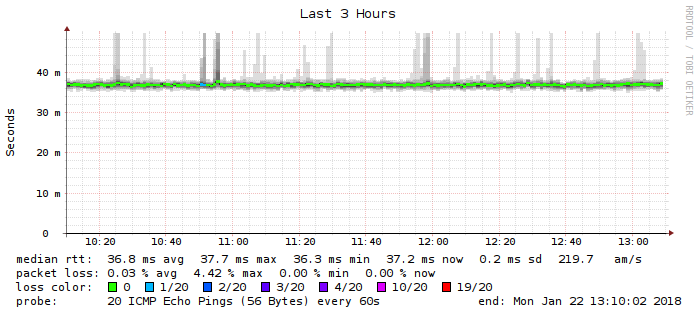 Last 3 Hours
RRDTOOL / TOBI OETIKER
Seconds
40 m
30 m
20 m
10 m
0
10:20 10:40 11:00 11:20 11:40 12:00 12:20 12:40 13:00
median rtt: 36.8 ms avg 37.7 ms max 36.3 ms min 37.2 ms now 0.2 ms sd 219.7 am/s
packet loss: 0.03 % avg 4.42 % max 0.00 % min 0.00 % now
loss color: 0 1/20 2/20 3/20 4/20 10/20 19/20
probe: 20 ICMP Echo Pings (56 Bytes) every 60s end: Mon Jan 22 13:10:02 2018